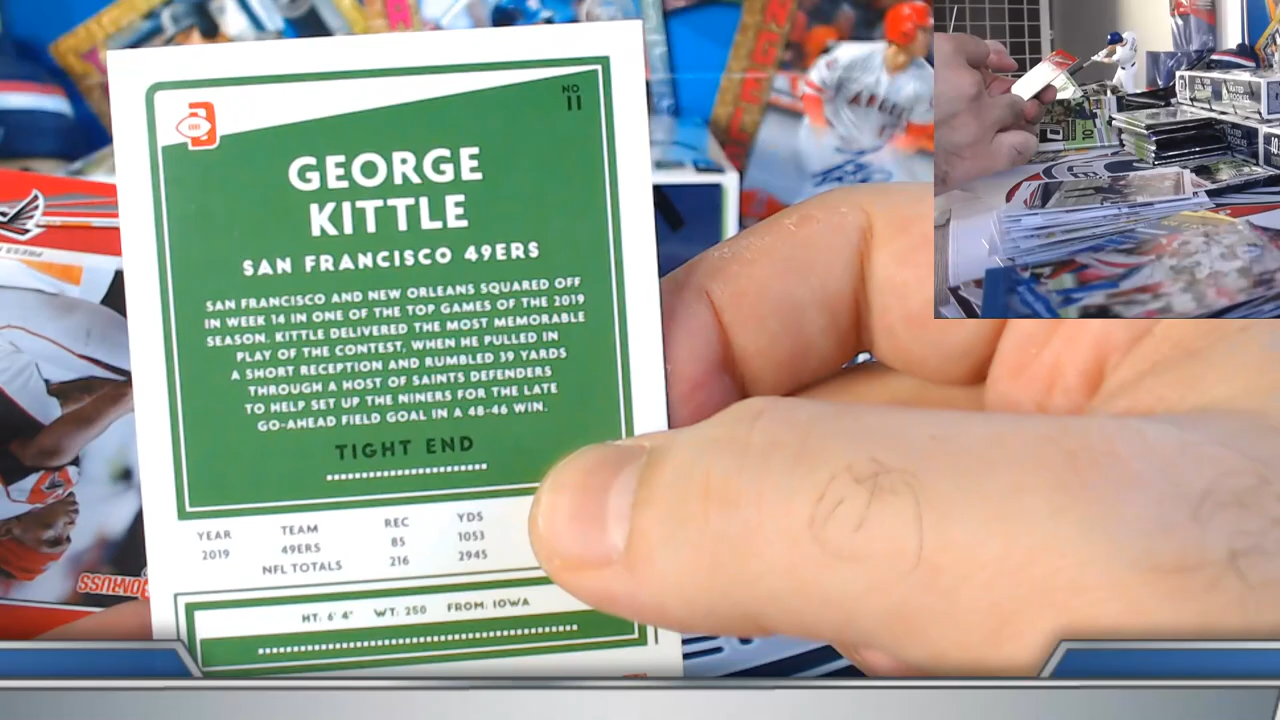 NO
11
GEORGE
KITTLE
SAN FRANCISCO 49ERS
SAN FRANCISCO AND NEW ORLEANS SQUARED OFF
IN WEEK 14 IN ONE OF THE TOP GAMES OF THE 2019
SEASON. KITTLE DELIVERED THE MOST MEMORABLE
PLAY OF THE CONTEST, WHEN HE PULLED IN
A SHORT RECEPTION AND RUMBLED 39 YARDS
THROUGH A HOST OF SAINTS DEFENDERS
TO HELP SET UP THE NINERS FOR THE LATE
GO-AHEAD FIELD GOAL IN A 48-46 WIN.
TIGHT END
YEAR TEAM REC YDS
2019 49ERS 85 1053
NFL TOTALS 216 2945
HT: 6' 4" WT: 250 FROM: IOWA
DONRUSS